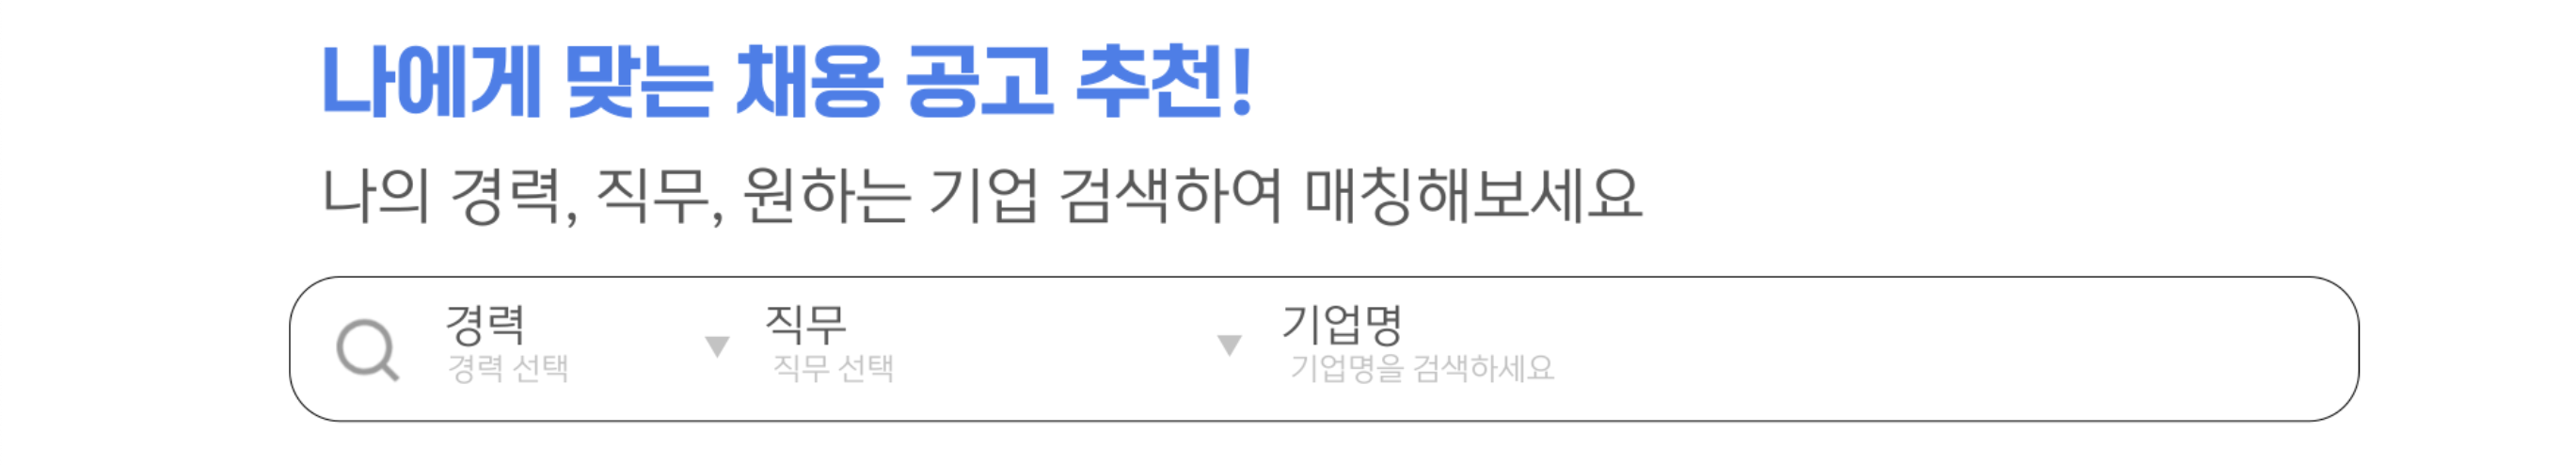 나에게 맞는 채용 공고 추천!
나의 경력, 직무, 원하는 기업 검색하여 매칭해보세요
경력 직무 기업명
경력 선택 직무 선택 기업명을 검색하세요